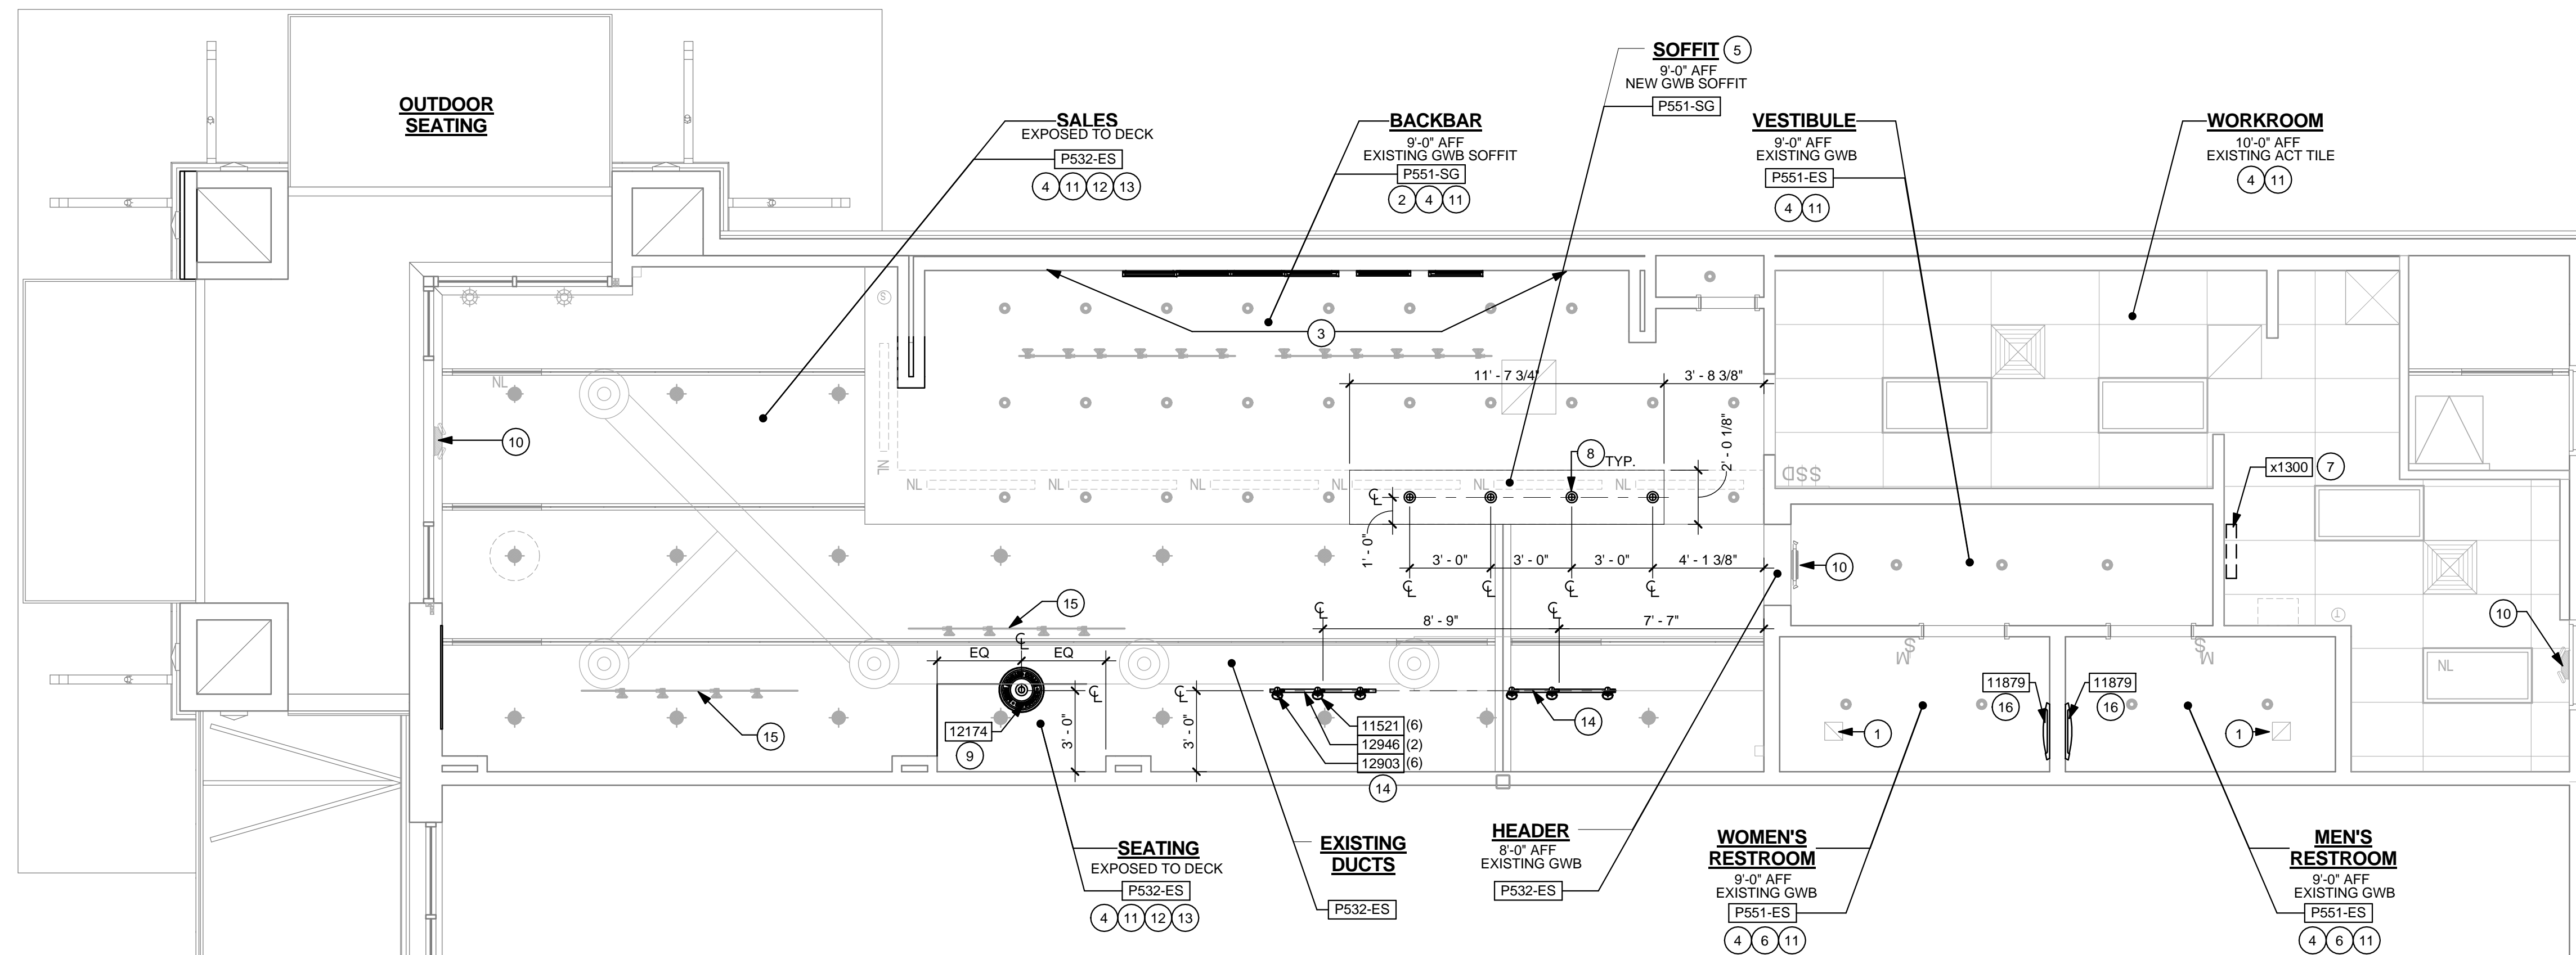 OUTDOOR
SEATING
SALES
EXPOSED TO DECK
P532-ES
4 11 12 13
BACKBAR
9'-0" AFF
EXISTING GWB SOFFIT
P551-SG
2 4 11
SOFFIT 5
9'-0" AFF
NEW GWB SOFFIT
P551-SG
VESTIBULE
9'-0" AFF
EXISTING GWB
P551-ES
4 11
WORKROOM
10'-0" AFF
EXISTING ACT TILE
4 11
S
3
NL
11' - 7 3/4"
3' - 8 3/8"
2' - 0 1/8"
10
8 TYP.
NL
NL
NL
NL
NL
NL
NL
$$D
x1300 7
1' - 0"
3' - 0"
3' - 0"
3' - 0"
4' - 1 3/8"
10
15
8' - 9"
7' - 7"
T
10
EQ
EQ
$M
$M
NL
15
12174
9
3' - 0"
3' - 0"
11521 (6)
12946 (2)
12903 (6)
14
14
11879
16
11879
16
1
1
SEATING
EXPOSED TO DECK
P532-ES
4 11 12 13
EXISTING
DUCTS
P532-ES
HEADER
8'-0" AFF
EXISTING GWB
P532-ES
WOMEN'S
RESTROOM
9'-0" AFF
EXISTING GWB
P551-ES
4 6 11
MEN'S
RESTROOM
9'-0" AFF
EXISTING GWB
P551-ES
4 6 11